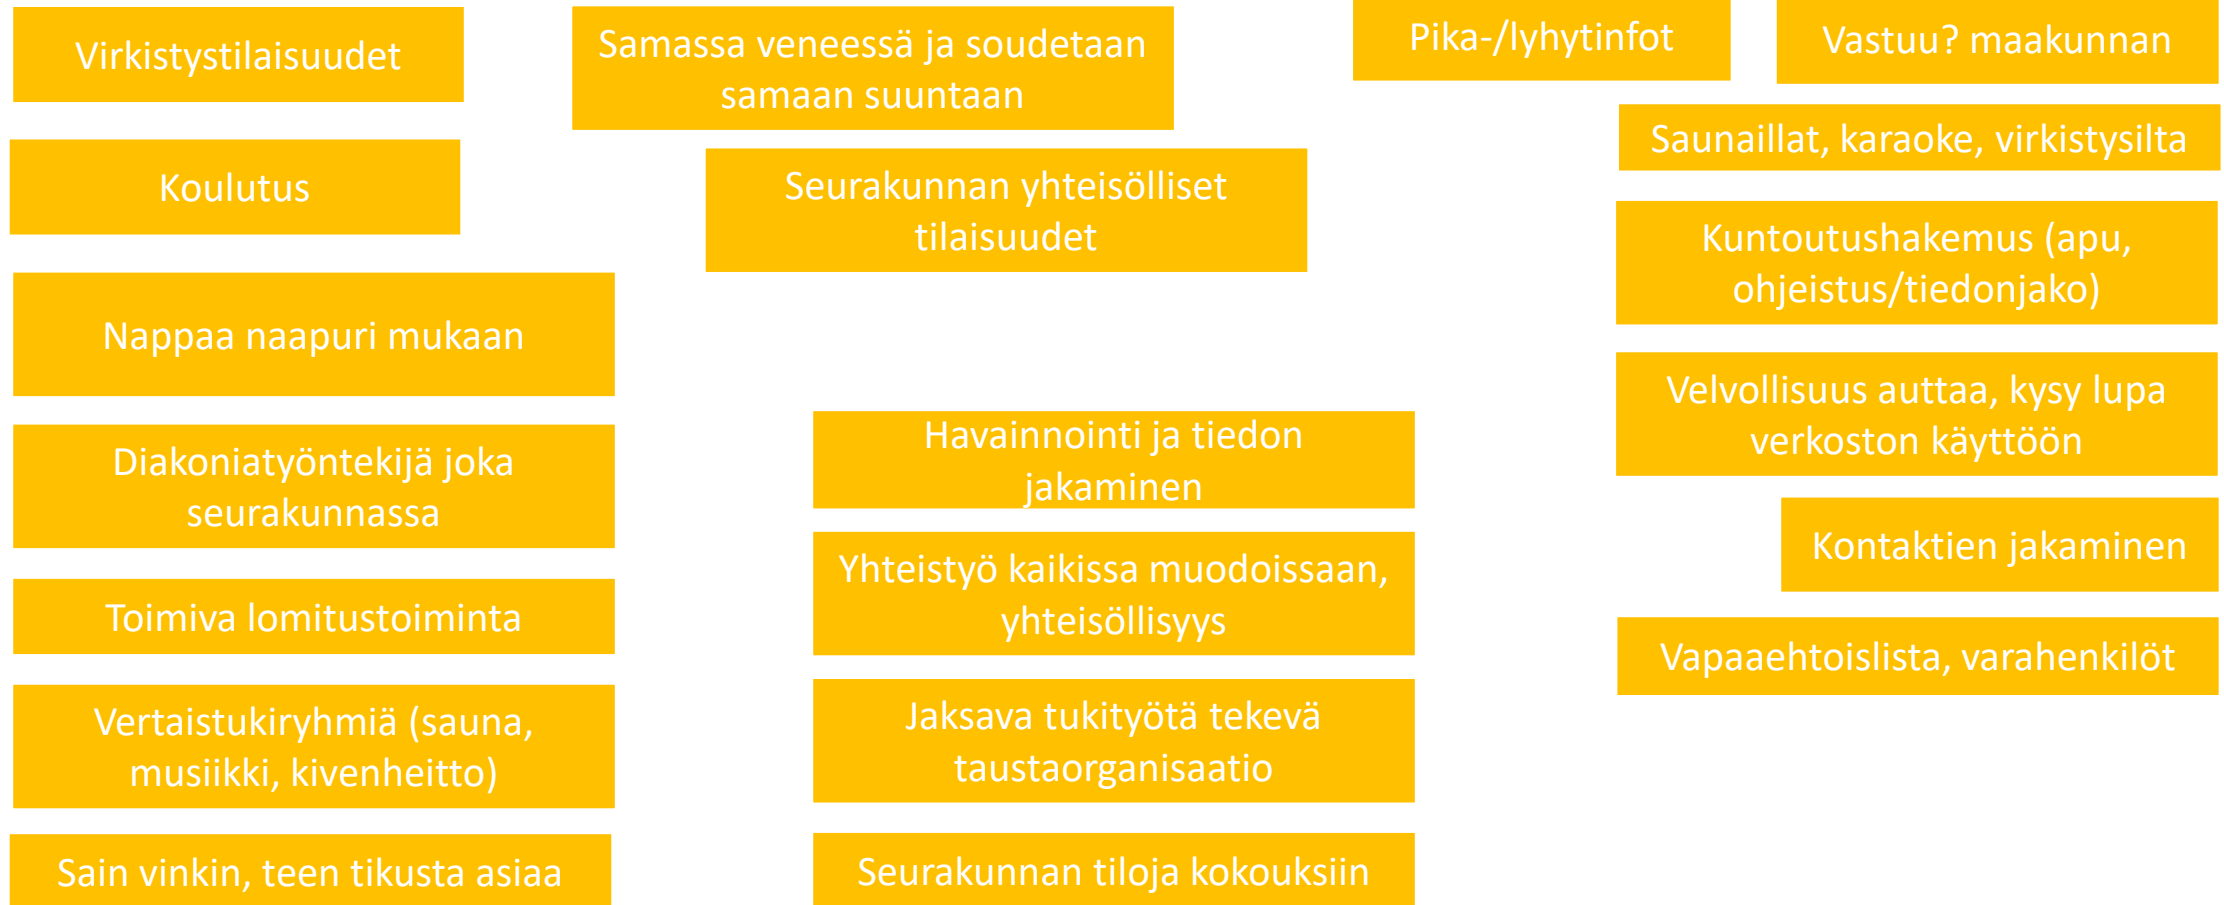 Virkistystilaisuudet
Koulutus
Nappaa naapuri mukaan
Diakoniatyöntekijä joka
seurakunnassa
Toimiva lomitustoiminta
Vertaistukiryhmiä (sauna,
musiikki, kivenheitto)
Sain vinkin, teen tikusta asiaa
Samassa veneessä ja soudetaan
samaan suuntaan
Seurakunnan yhteisölliset
tilaisuudet
Havainnointi ja tiedon
jakaminen
Yhteistyö kaikissa muodoissaan,
yhteisöllisyys
Jaksava tukityötä tekevä
taustaorganisaatio
Seurakunnan tiloja kokouksiin
Pika-/lyhytinfot
Vastuu? maakunnan
Saunaillat, karaoke, virkistysilta
Kuntoutushakemus (apu,
ohjeistus/tiedonjako)
Velvollisuus auttaa, kysy lupa
verkoston käyttöön
Kontaktien jakaminen
Vapaaehtoislista, varahenkilöt